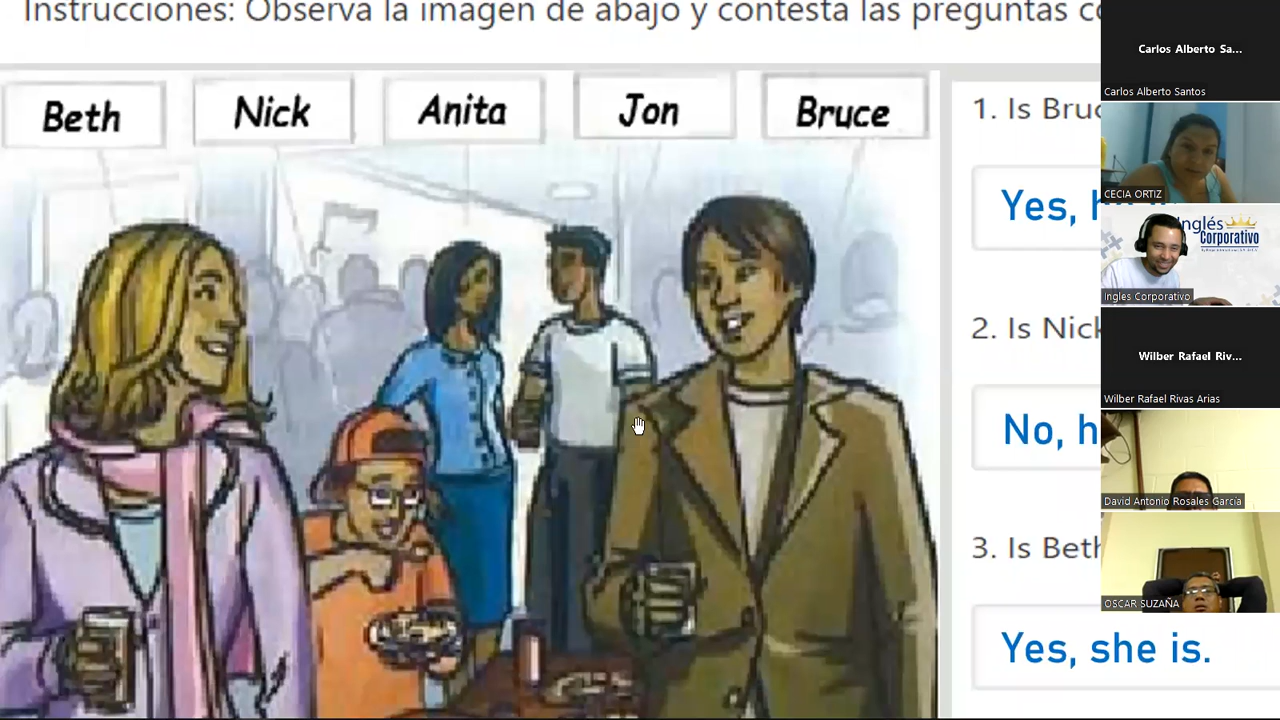 Instrucciones: Observa la imagen de abajo y contesta las preguntas
Beth
Nick
Anita
Jon
Bruce
1. Is
Yes,
2. Is Nick
No,
3. Is Beth
Yes, she is.
Carlos Alberto Sa...
Carlos Alberto Santos
CECIA ORTIZ
Inglés
Corporativo
Ingles Corporativo
Wilber Rafael Riv...
Wilber Rafael Rivas Arias
David Antonio Rosales García
OSCAR SUZAÑA